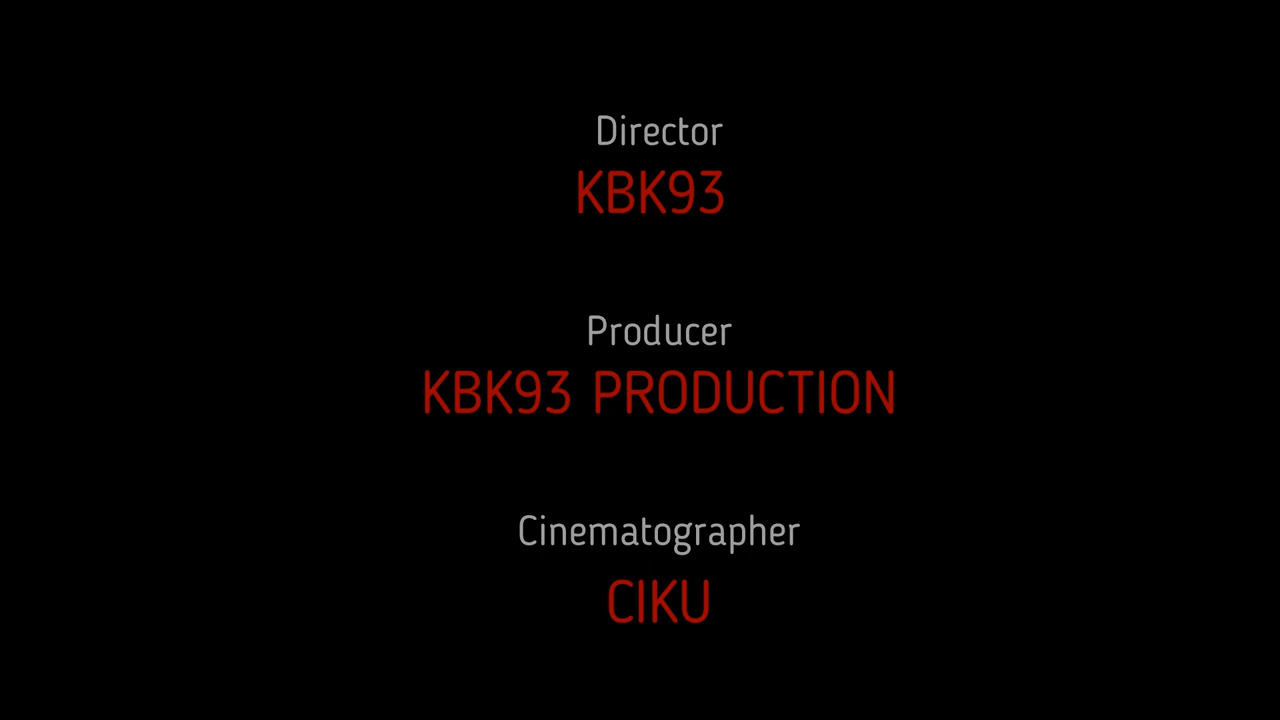 Director
KBK93
Producer
KBK93 PRODUCTION
Cinematographer
CIKU